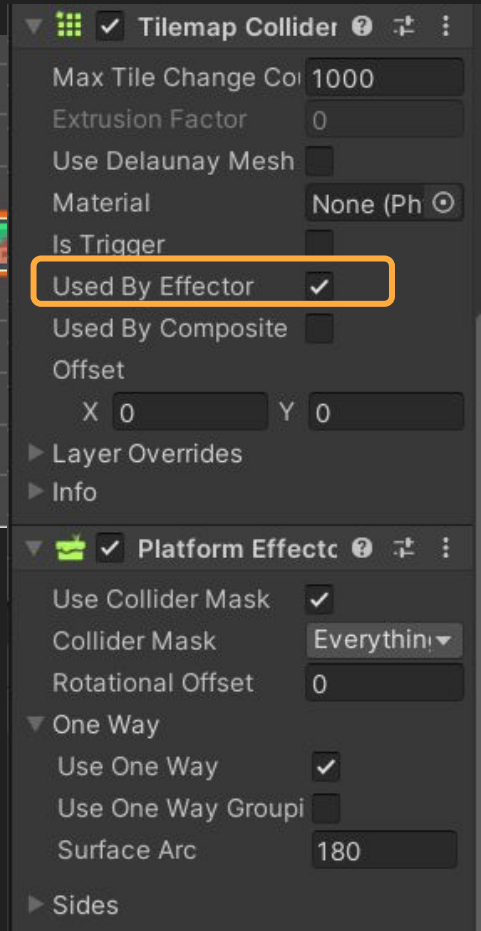 Tilemap Collider
Max Tile Change Co 1000
Extrusion Factor 0
Use Delaunay Mesh
Material None (Ph
Is Trigger
Used By Effector
Used By Composite
Offset
X 0 Y 0
Layer Overrides
Info
Platform Effecto
Use Collider Mask
Collider Mask Everything
Rotational Offset 0
One Way
Use One Way
Use One Way Groupi
Surface Arc 180
Sides